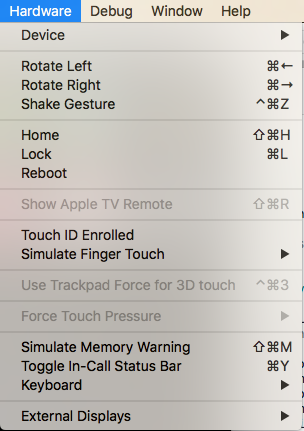 Hardware Debug Window Help
Device ▶
Rotate Left ⌘←
Rotate Right ⌘→
Shake Gesture ^⌘Z
Home ⇧⌘H
Lock ⌘L
Reboot
Show Apple TV Remote ⇧⌘R
Touch ID Enrolled
Simulate Finger Touch ▶
Use Trackpad Force for 3D touch ^⌘3
Force Touch Pressure ▶
Simulate Memory Warning ⇧⌘M
Toggle In-Call Status Bar ⌘Y
Keyboard ▶
External Displays ▶